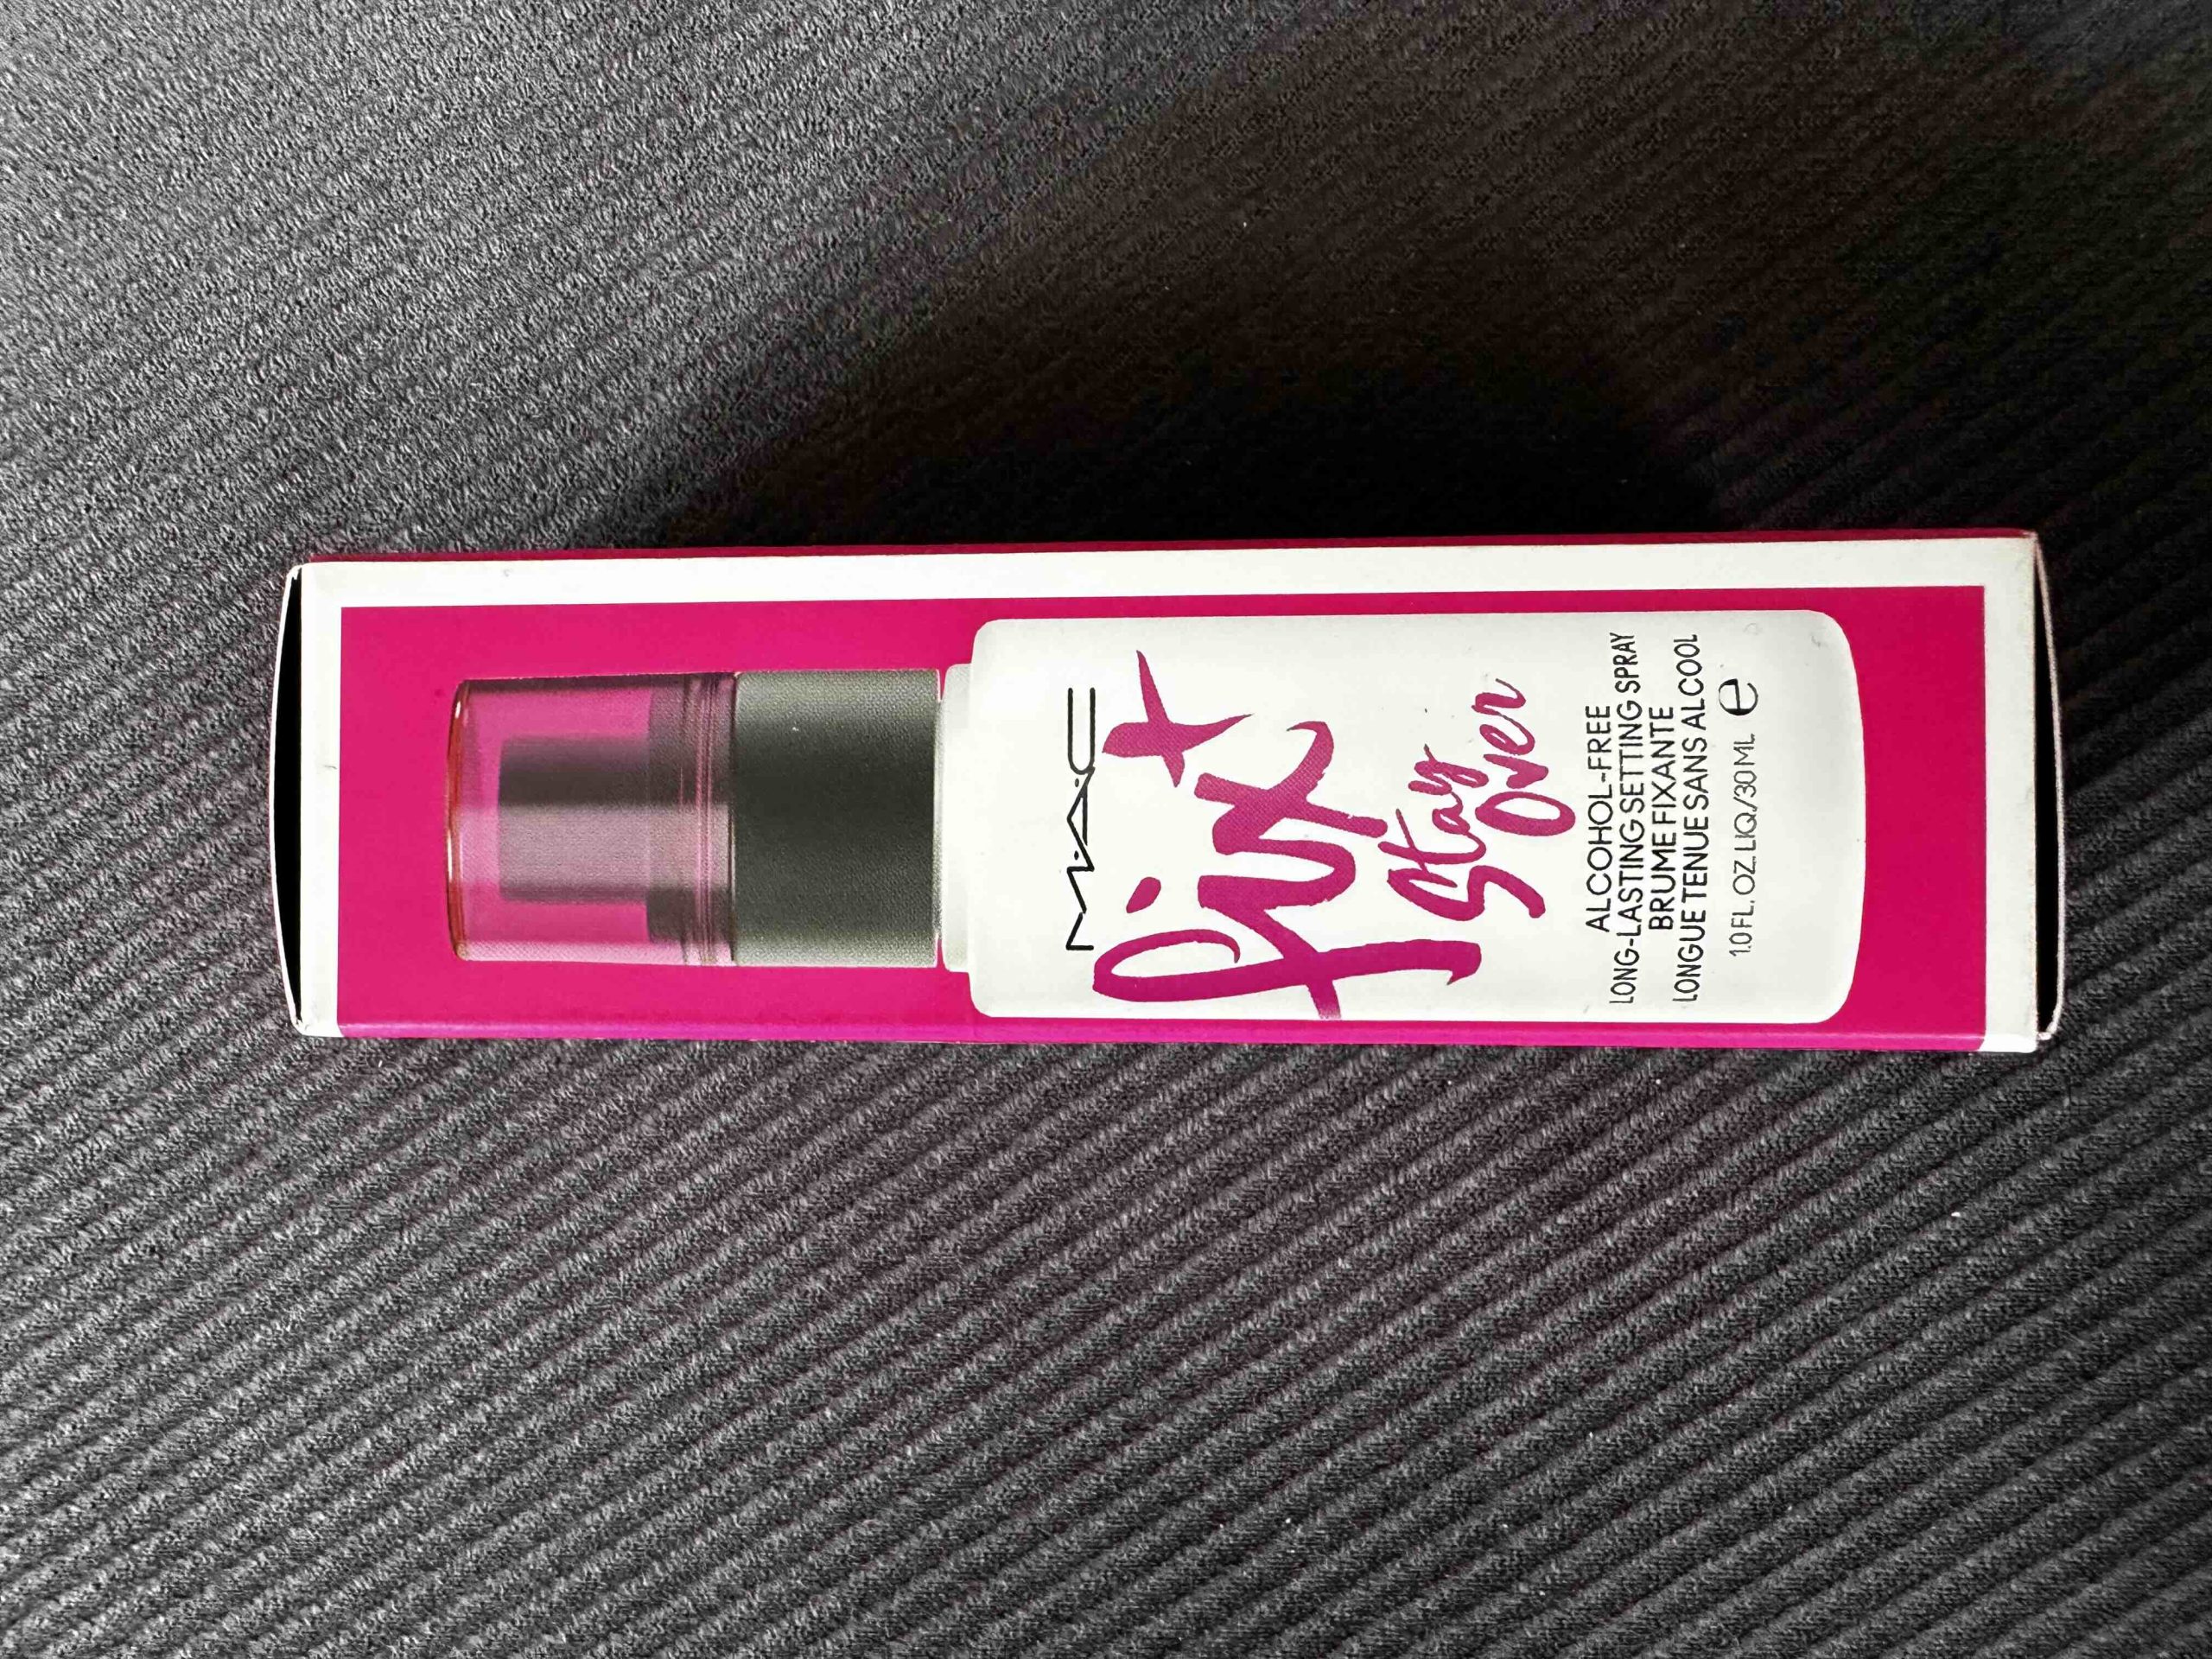 MAC
fix+
stay
over
ALCOHOL-FREE
LONG-LASTING SETTING SPRAY
BRUME FIXANTE
LONGUE TENUE SANS ALCOOL
1.0 FL. OZ. LIQ./30 ML ℮